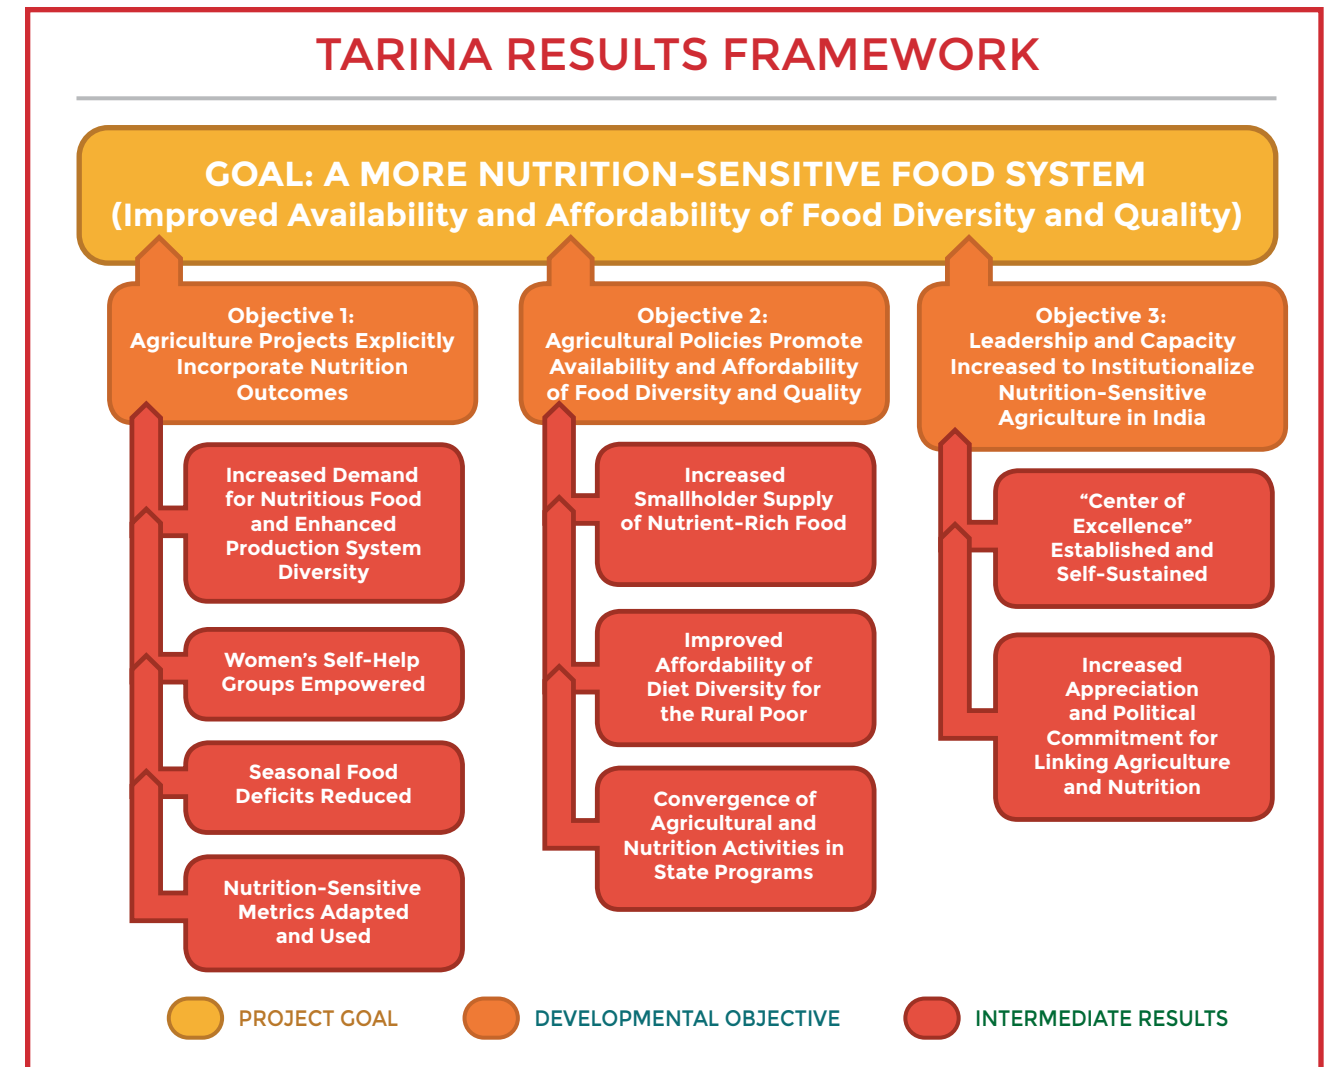 TARINA RESULTS FRAMEWORK
GOAL: A MORE NUTRITION-SENSITIVE FOOD SYSTEM
(Improved Availability and Affordability of Food Diversity and Quality)
Objective 1:
Agriculture Projects Explicitly
Incorporate Nutrition
Outcomes
Increased Demand
for Nutritious Food
and Enhanced
Production System
Diversity
Women's Self-Help
Groups Empowered
Seasonal Food
Deficits Reduced
Nutrition-Sensitive
Metrics Adapted
and Used
Objective 2:
Agricultural Policies Promote
Availability and Affordability
of Food Diversity and Quality
Increased
Smallholder Supply
of Nutrient-Rich Food
Improved
Affordability of
Diet Diversity for
the Rural Poor
Convergence of
Agricultural and
Nutrition Activities in
State Programs
Objective 3:
Leadership and Capacity
Increased to Institutionalize
Nutrition-Sensitive
Agriculture in India
“Center of
Excellence”
Established and
Self-Sustained
Increased
Appreciation
and Political
Commitment for
Linking Agriculture
and Nutrition
PROJECT GOAL
DEVELOPMENTAL OBJECTIVE
INTERMEDIATE RESULTS